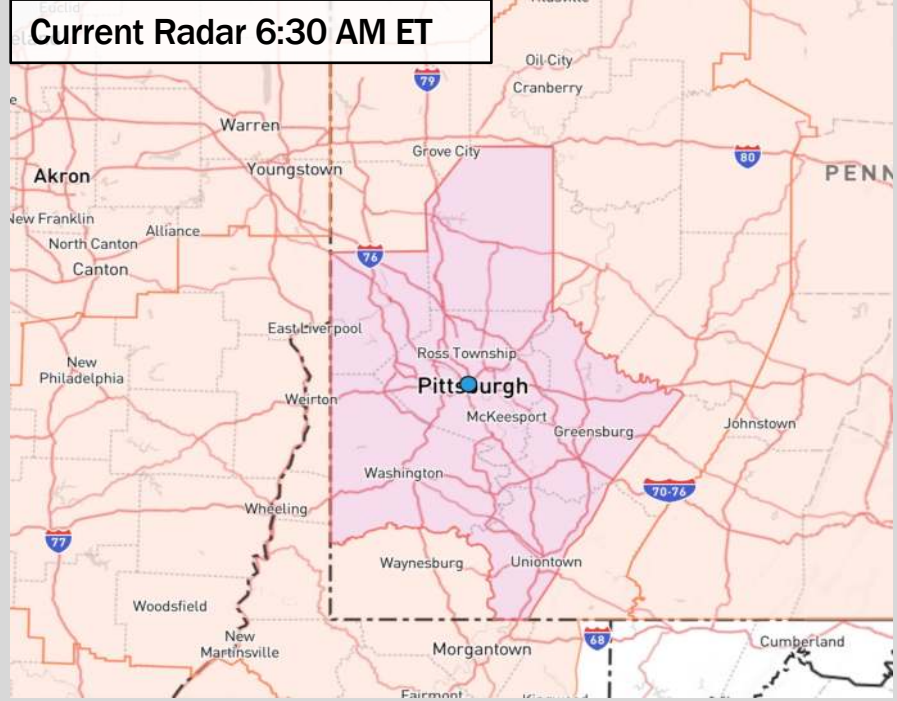 Current Radar 6:30 AM ET
Euclid
Oil City
79
Cranberry
Warren
Grove City
80
Youngstown
Akron
PENN
New Franklin
Alliance
North Canton
76
Canton
East Liverpool
Ross Township
New
Philadelphia
Pittsburgh
Weirton
McKeesport
Johnstown
Greensburg
Washington
70-76
Wheeling
77
Waynesburg
Uniontown
Woodsfield
New
Martinsville
68
Cumberland
Morgantown
Fairmont